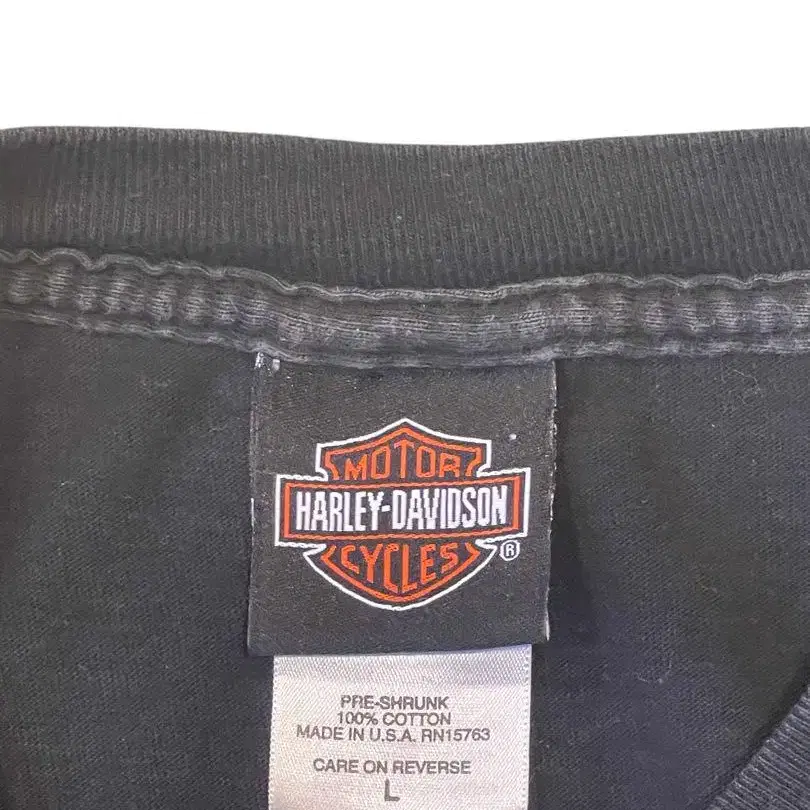 MOTOR
HARLEY-DAVIDSON
CYCLES
®
PRE-SHRUNK
100% COTTON
MADE IN U.S.A. RN15763
CARE ON REVERSE
L